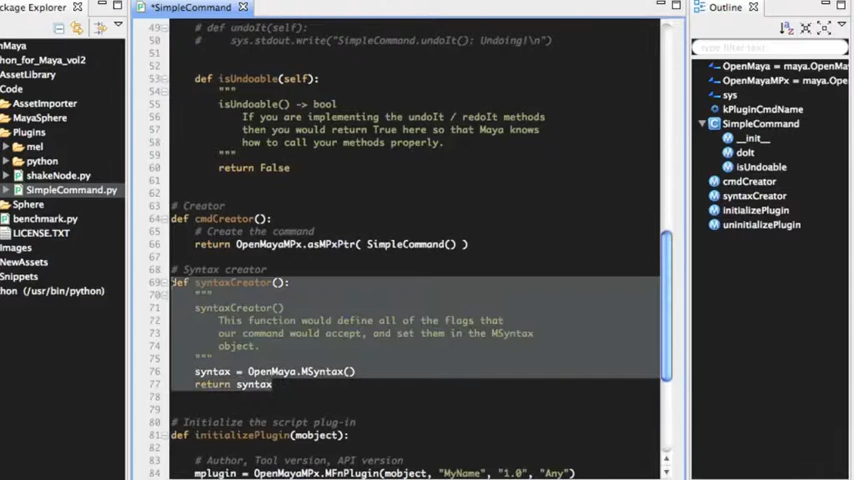 ackage Explorer
*SimpleCommand
Outline
nMaya
hon_for_Maya_vol2
AssetLibrary
Code
AssetImporter
MayaSphere
Plugins
mel
python
shakeNode.py
SimpleCommand.py
Sphere
benchmark.py
LICENSE.TXT
Images
NewAssets
Snippets
hon (/usr/bin/python)
49 # def undoIt(self):
50 #     sys.stdout.write("SimpleCommand.undoIt(): Undoing!\n")
51
52
53 def isUndoable(self):
54 """
55 isUndoable() -> bool
56 If you are implementing the undoIt / redoIt methods
57 then you would return True here so that Maya knows
58 how to call your methods properly.
59 """
60 return False
61
62
63 # Creator
64 def cmdCreator():
65 # Create the command
66 return OpenMayaMPx.asMPxPtr( SimpleCommand() )
67
68 # Syntax creator
69 def syntaxCreator():
70 """
71 syntaxCreator()
72 This function would define all of the flags that
73 our command would accept, and set them in the MSyntax
74 object.
75 """
76 syntax = OpenMaya.MSyntax()
77 return syntax
78
79
80 # Initialize the script plug-in
81 def initializePlugin(mobject):
82
83 # Author, Tool version, API version
84 mplugin = OpenMayaMPx.MFnPlugin(mobject, "MyName", "1.0", "Any")
type filter text
OpenMaya = maya.OpenMay
OpenMayaMPx = maya.Ope
sys
kPluginCmdName
SimpleCommand
__init__
doIt
isUndoable
cmdCreator
syntaxCreator
initializePlugin
uninitializePlugin